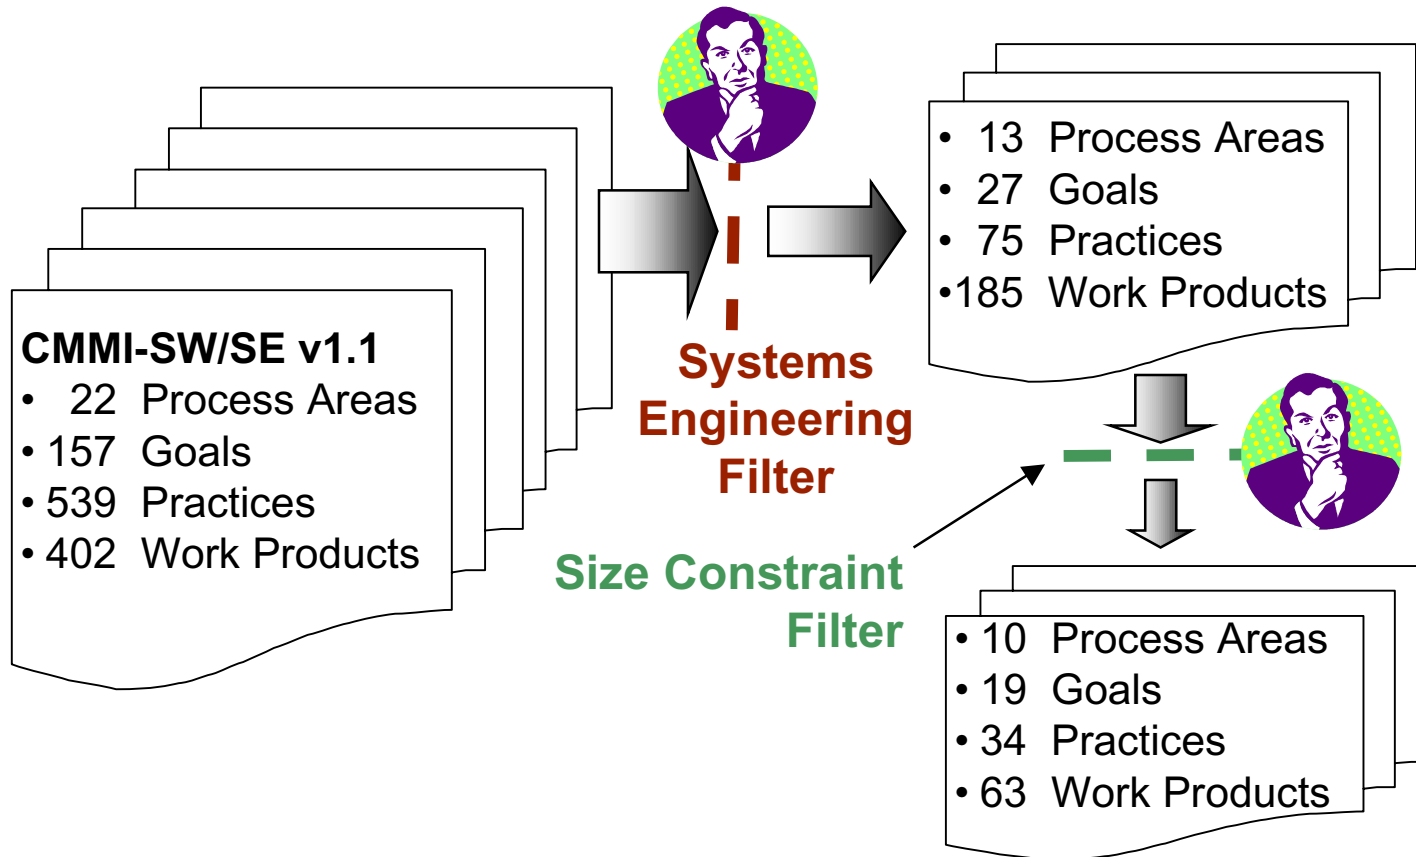 CMMI-SW/SE v1.1
• 22 Process Areas
• 157 Goals
• 539 Practices
• 402 Work Products
Systems
Engineering
Filter
• 13 Process Areas
• 27 Goals
• 75 Practices
•185 Work Products
Size Constraint
Filter
• 10 Process Areas
• 19 Goals
• 34 Practices
• 63 Work Products